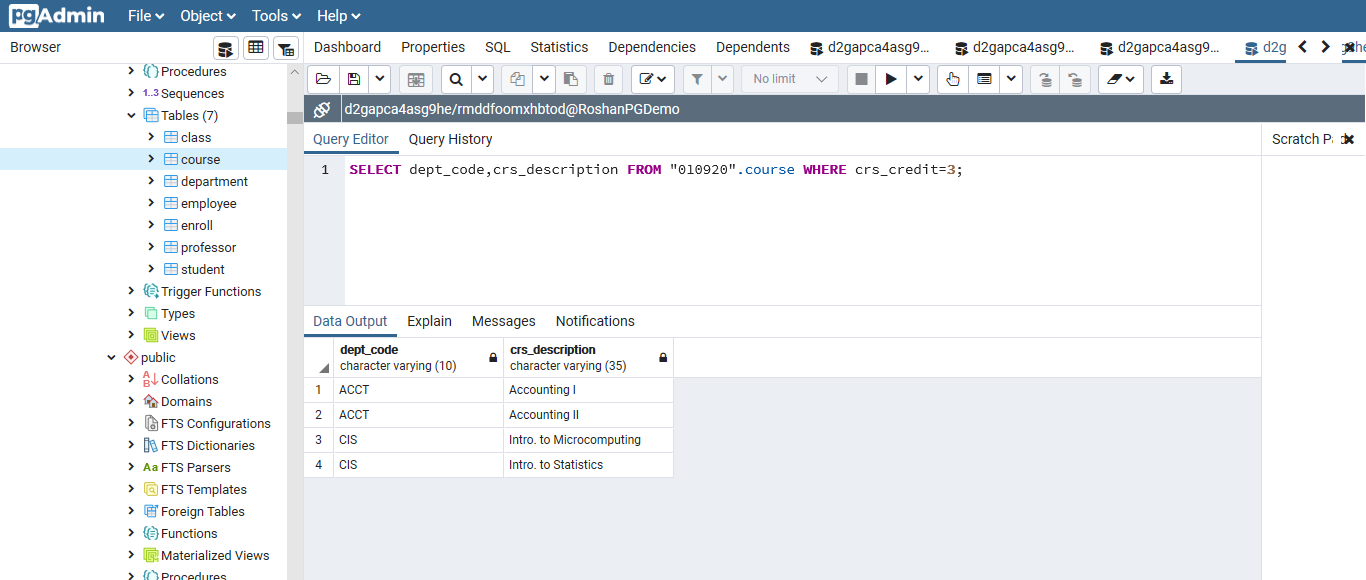 pgAdmin File Object Tools Help
Browser
Dashboard Properties SQL Statistics Dependencies Dependents d2gapca4asg9... d2gapca4asg9... d2gapca4asg9... d2g
No limit
d2gapca4asg9he/rmddfoomxhbtod@RoshanPGDemo
Query Editor Query History
Scratch Pa
1 SELECT dept_code,crs_description FROM "010920".course WHERE crs_credit=3;
Procedures
1..3 Sequences
Tables (7)
class
course
department
employee
enroll
professor
student
Trigger Functions
Types
Views
public
Collations
Domains
FTS Configurations
FTS Dictionaries
Aa FTS Parsers
FTS Templates
Foreign Tables
Functions
Materialized Views
Procedures
Data Output Explain Messages Notifications
dept_code
character varying (10)
crs_description
character varying (35)
1 ACCT Accounting I
2 ACCT Accounting II
3 CIS Intro. to Microcomputing
4 CIS Intro. to Statistics